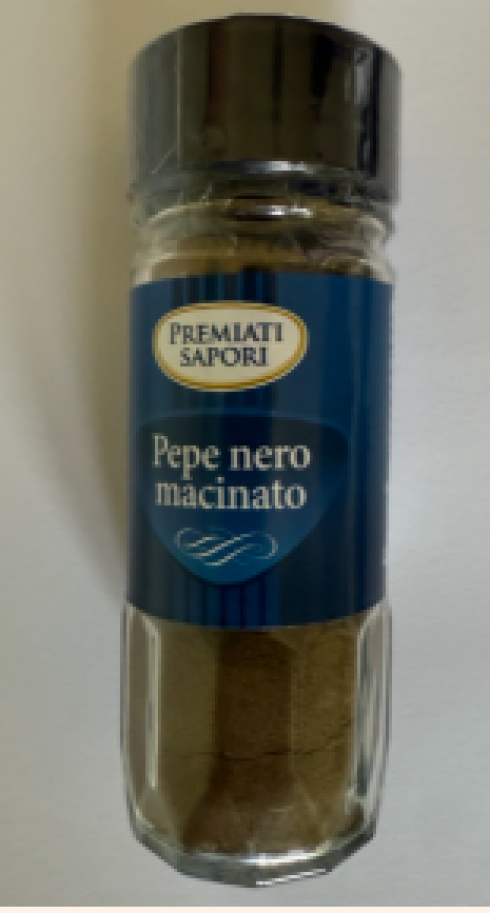 PREMIATI
SAPORI
Pepe nero
macinato